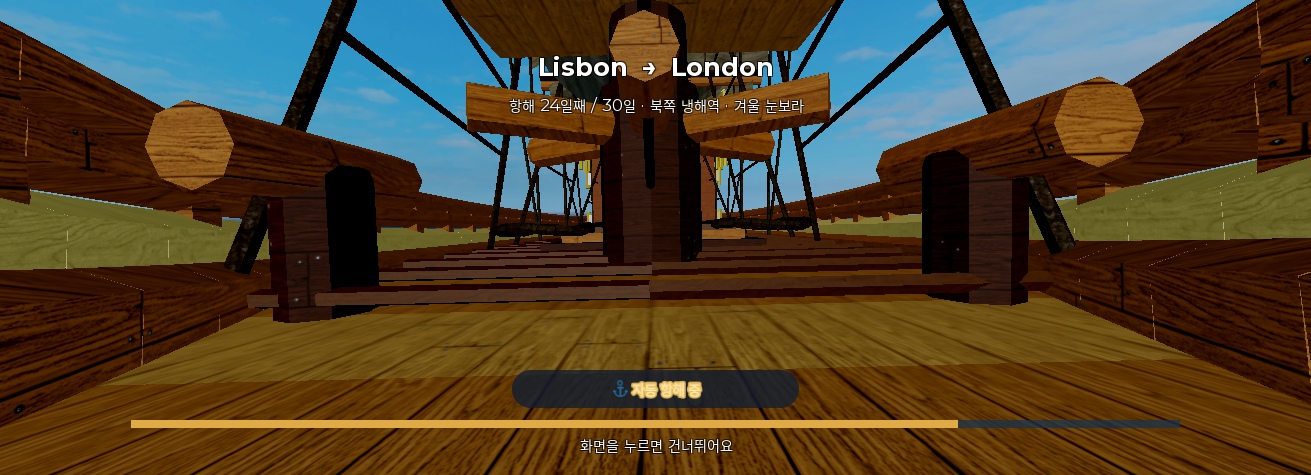 Lisbon → London
항해 24일째 / 30일 · 북쪽 냉해역 · 겨울 눈보라
⚓ 자동 항해 중
화면을 누르면 건너뛰어요